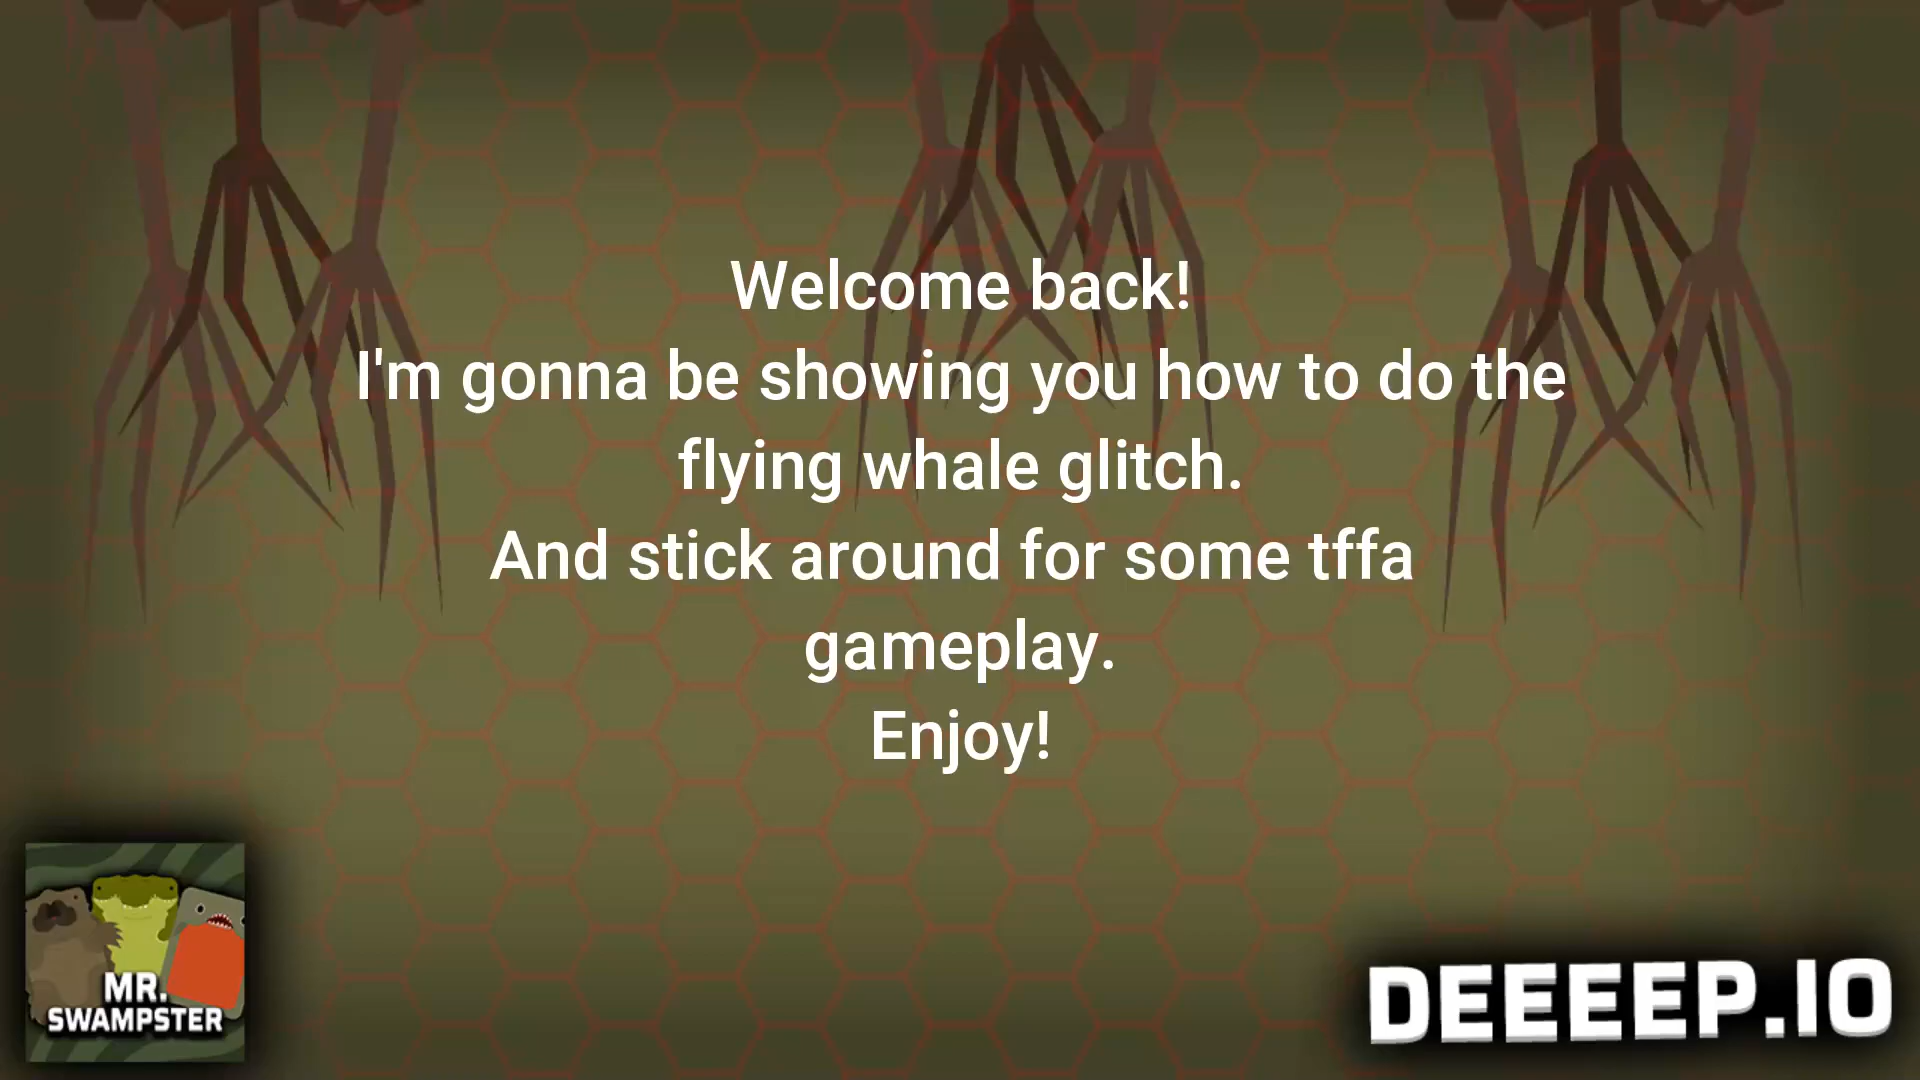 Welcome back!
I'm gonna be showing you how to do the
flying whale glitch.
And stick around for some tffa
gameplay.
Enjoy!
MR.
SWAMPSTER
DEEEEP.IO